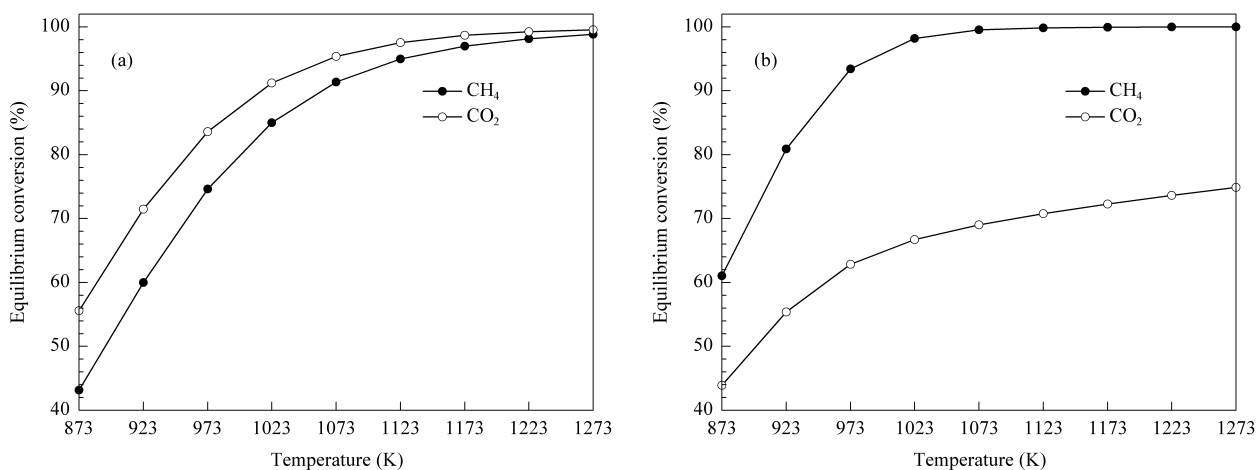 (a)
CH₄
CO₂
Equilibrium conversion (%)
100
90
80
70
60
50
40
873 923 973 1023 1073 1123 1173 1223 1273
Temperature (K)
(b)
CH₄
CO₂
Equilibrium conversion (%)
100
90
80
70
60
50
40
873 923 973 1023 1073 1123 1173 1223 1273
Temperature (K)